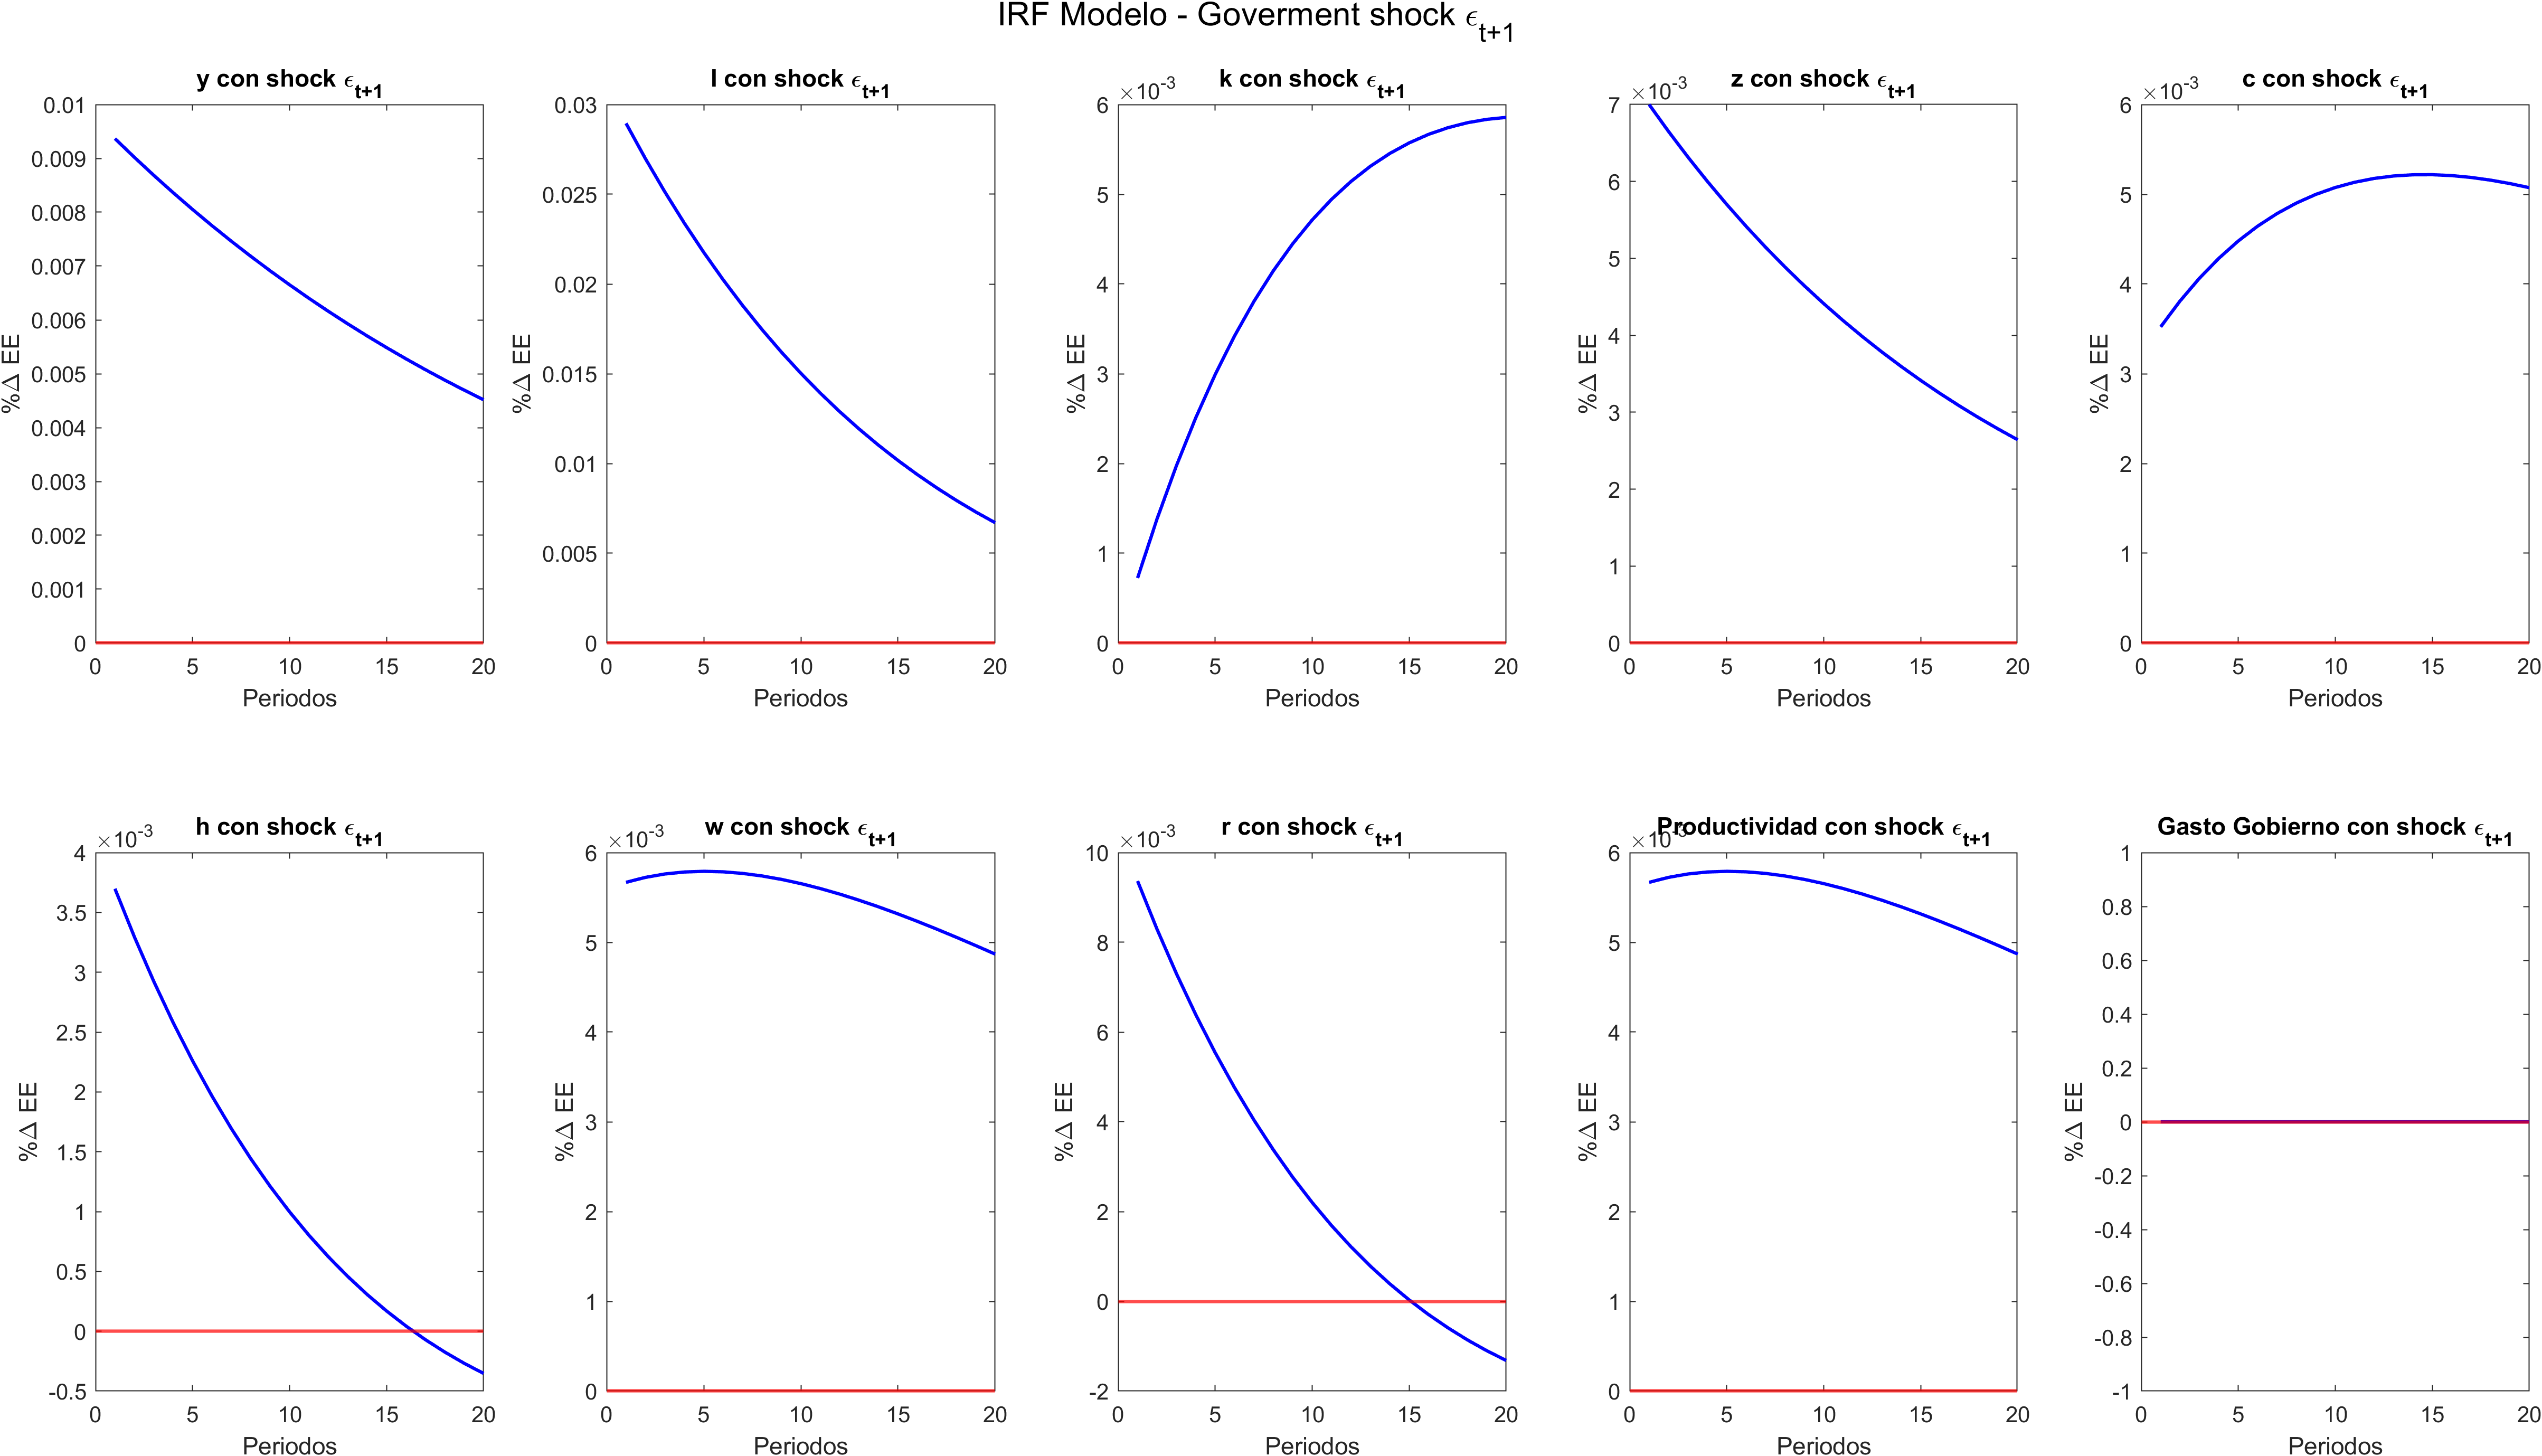 IRF Modelo - Goverment shock ϵt+1
y con shock ϵt+1
0.01
0.009
0.008
0.007
0.006
0.005
0.004
0.003
0.002
0.001
0
0 5 10 15 20
%Δ EE
Periodos
l con shock ϵt+1
0.03
0.025
0.02
0.015
0.01
0.005
0
0 5 10 15 20
%Δ EE
Periodos
k con shock ϵt+1
×10-3
6
5
4
3
2
1
0
0 5 10 15 20
%Δ EE
Periodos
z con shock ϵt+1
×10-3
7
6
5
4
3
2
1
0
0 5 10 15 20
%Δ EE
Periodos
c con shock ϵt+1
×10-3
6
5
4
3
2
1
0
0 5 10 15 20
%Δ EE
Periodos
h con shock ϵt+1
×10-3
4
3.5
3
2.5
2
1.5
1
0.5
0
-0.5
0 5 10 15 20
%Δ EE
Periodos
w con shock ϵt+1
×10-3
6
5
4
3
2
1
0
0 5 10 15 20
%Δ EE
Periodos
r con shock ϵt+1
×10-3
10
8
6
4
2
0
-2
0 5 10 15 20
%Δ EE
Periodos
Productividad con shock ϵt+1
×10-3
6
5
4
3
2
1
0
0 5 10 15 20
%Δ EE
Periodos
Gasto Gobierno con shock ϵt+1
1
0.8
0.6
0.4
0.2
0
-0.2
-0.4
-0.6
-0.8
-1
0 5 10 15 20
%Δ EE
Periodos